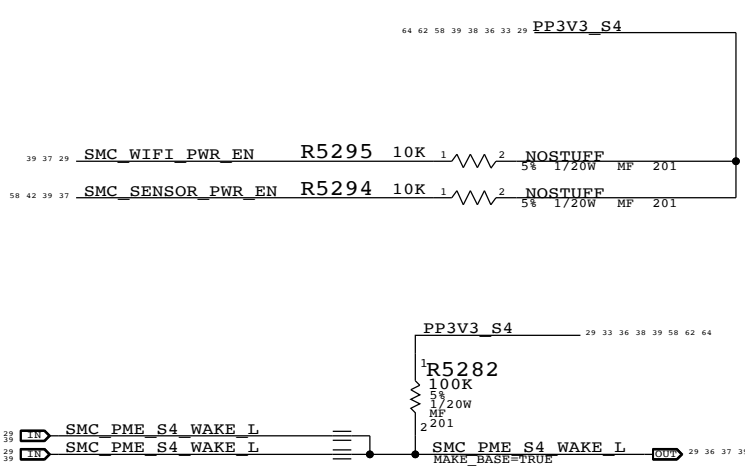 64 62 58 39 38 36 33 29 PP3V3_S4
39 37 29 SMC_WIFI_PWR_EN R5295 10K 1 2 NOSTUFF
5% 1/20W MF 201
58 42 39 37 SMC_SENSOR_PWR_EN R5294 10K 1 2 NOSTUFF
5% 1/20W MF 201
PP3V3_S4 29 33 36 38 39 58 62 64
1 R5282
100K
5%
1/20W
MF
2 201
29 39 IN SMC_PME_S4_WAKE_L
29 39 IN SMC_PME_S4_WAKE_L
SMC_PME_S4_WAKE_L OUT 29 36 37 39
MAKE_BASE=TRUE